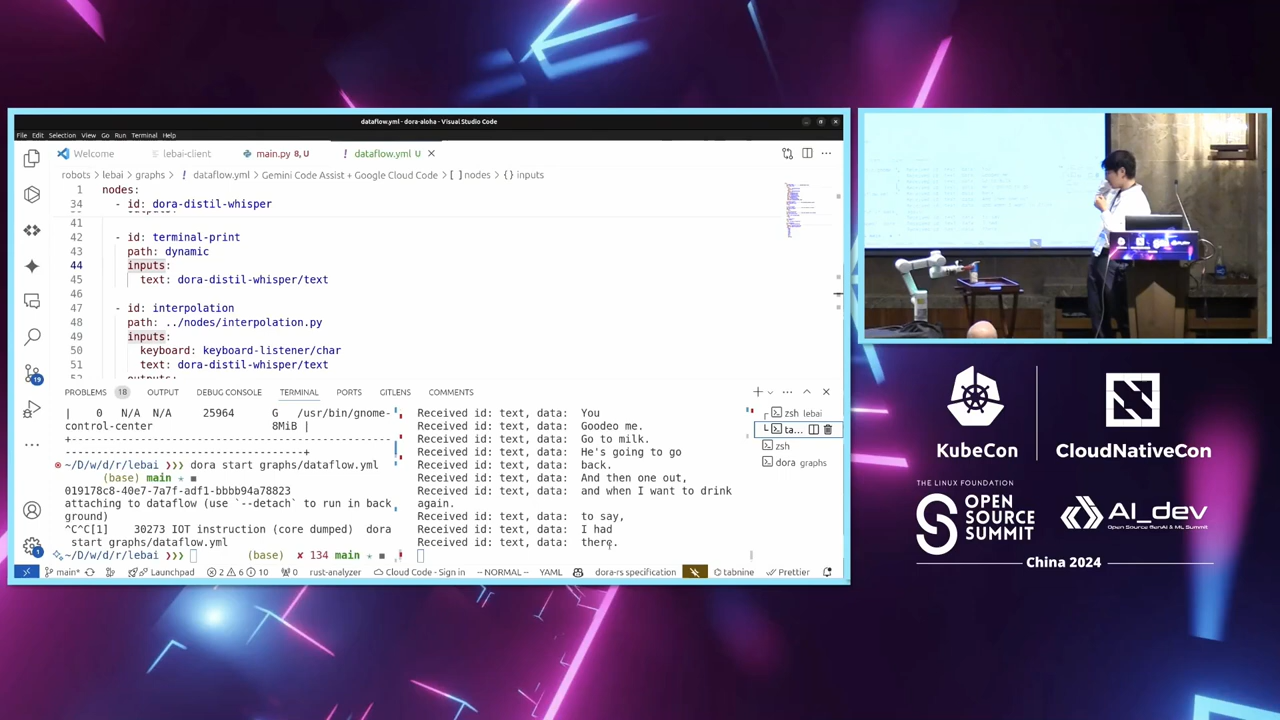 dataflow.yml - dora-aloha - Visual Studio Code
File Edit Selection View Go Run Terminal Help
Welcome lebai-client main.py 8, U ! dataflow.yml U
robots > lebai > graphs > ! dataflow.yml > Gemini Code Assist + Google Cloud Code > [ ] nodes > {} inputs
1 nodes:
34 - id: dora-distil-whisper
41
42 - id: terminal-print
43 path: dynamic
44 inputs:
45 text: dora-distil-whisper/text
46
47 - id: interpolation
48 path: ../nodes/interpolation.py
49 inputs:
50 keyboard: keyboard-listener/char
51 text: dora-distil-whisper/text
PROBLEMS 18 OUTPUT DEBUG CONSOLE TERMINAL PORTS GITLENS COMMENTS
| 0 N/A N/A 25964 G /usr/bin/gnome-
control-center 8MiB |
+-----------------------------------------
--------------------------------------+
~/D/w/d/r/lebai ❯❯❯ dora start graphs/dataflow.yml
(base) main ✶ ■
019178c8-40e7-7a7f-adf1-bbbb94a78823
attaching to dataflow (use `--detach` to run in back
ground)
^C^C[1] 30273 IOT instruction (core dumped) dora
start graphs/dataflow.yml
~/D/w/d/r/lebai ❯❯❯ (base) ✘ 134 main ✶ ■
Received id: text, data: You
Received id: text, data: Goodeo me.
Received id: text, data: Go to milk.
Received id: text, data: He's going to go
Received id: text, data: back.
Received id: text, data: And then one out,
Received id: text, data: and when I want to drink
again.
Received id: text, data: to say,
Received id: text, data: I had
Received id: text, data: there.
zsh lebai
ta...
zsh
dora graphs
19
1
main* Launchpad 2 6 10 0 rust-analyzer Cloud Code - Sign in -- NORMAL -- YAML dora-rs specification tabnine Prettier
KubeCon
CloudNativeCon
THE LINUX FOUNDATION
OPEN
SOURCE
SUMMIT
AI_dev
Open Source GenAI & ML Summit
China 2024